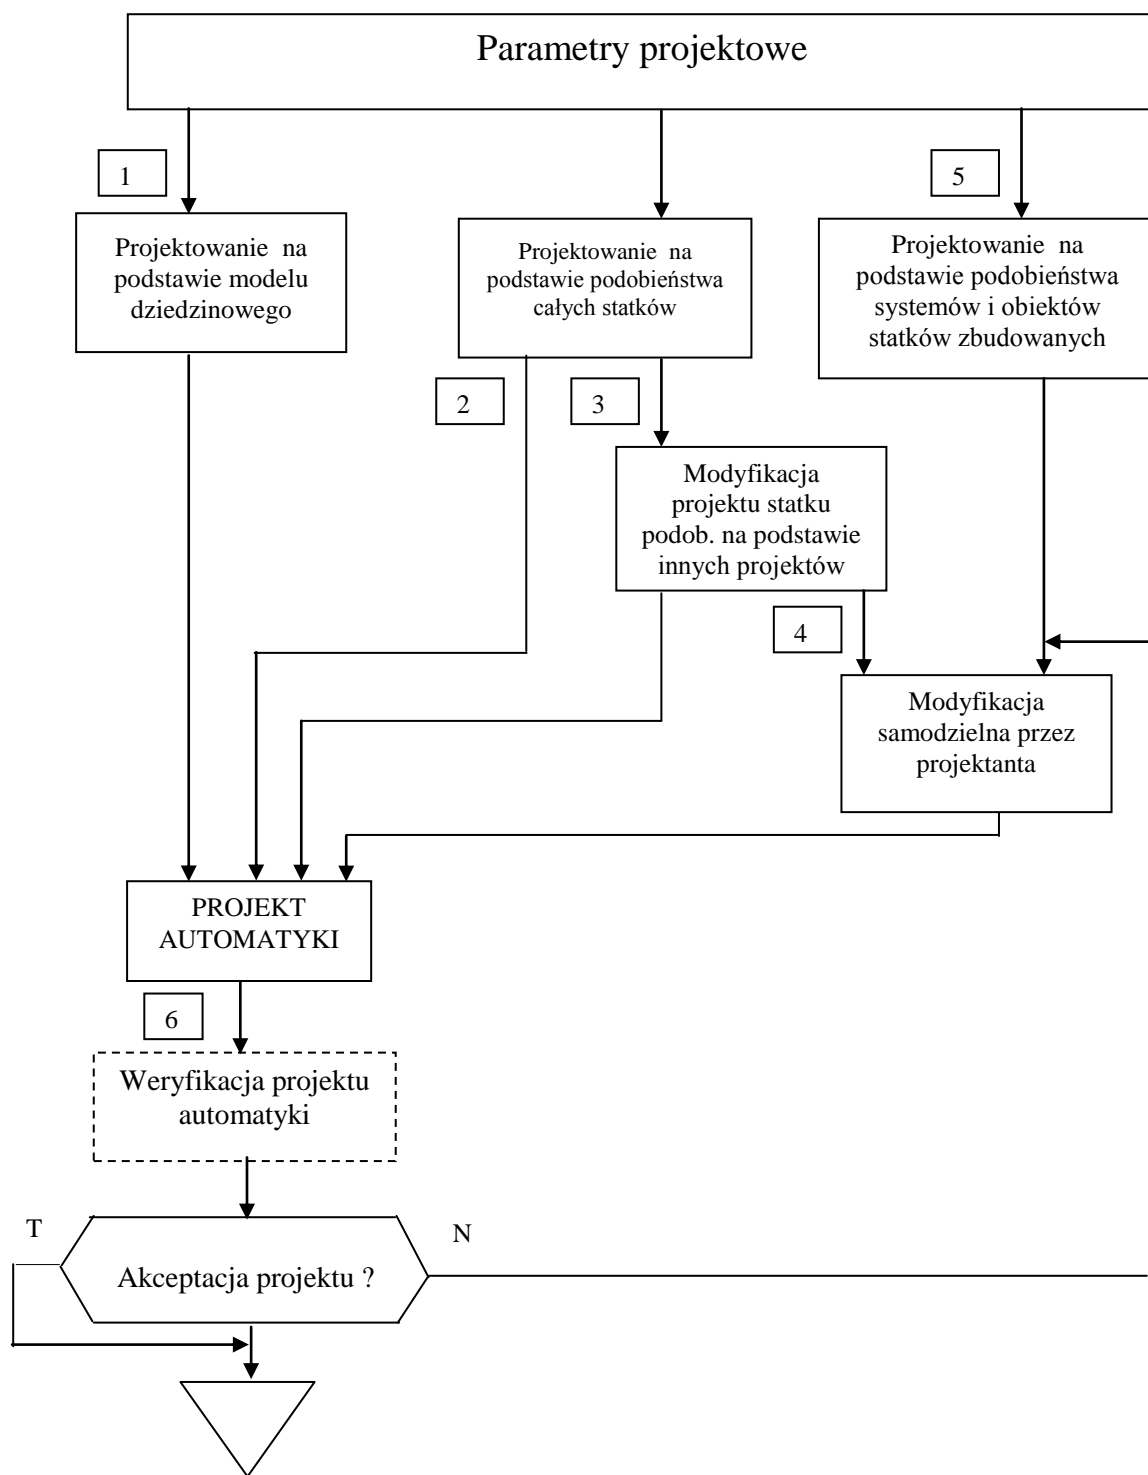 Parametry projektowe
1
5
Projektowanie na
podstawie modelu
dziedzinowego
Projektowanie na
podstawie podobieństwa
całych statków
Projektowanie na
podstawie podobieństwa
systemów i obiektów
statków zbudowanych
2
3
Modyfikacja
projektu statku
podob. na podstawie
innych projektów
4
Modyfikacja
samodzielna przez
projektanta
PROJEKT
AUTOMATYKI
6
Weryfikacja projektu
automatyki
T
N
Akceptacja projektu ?